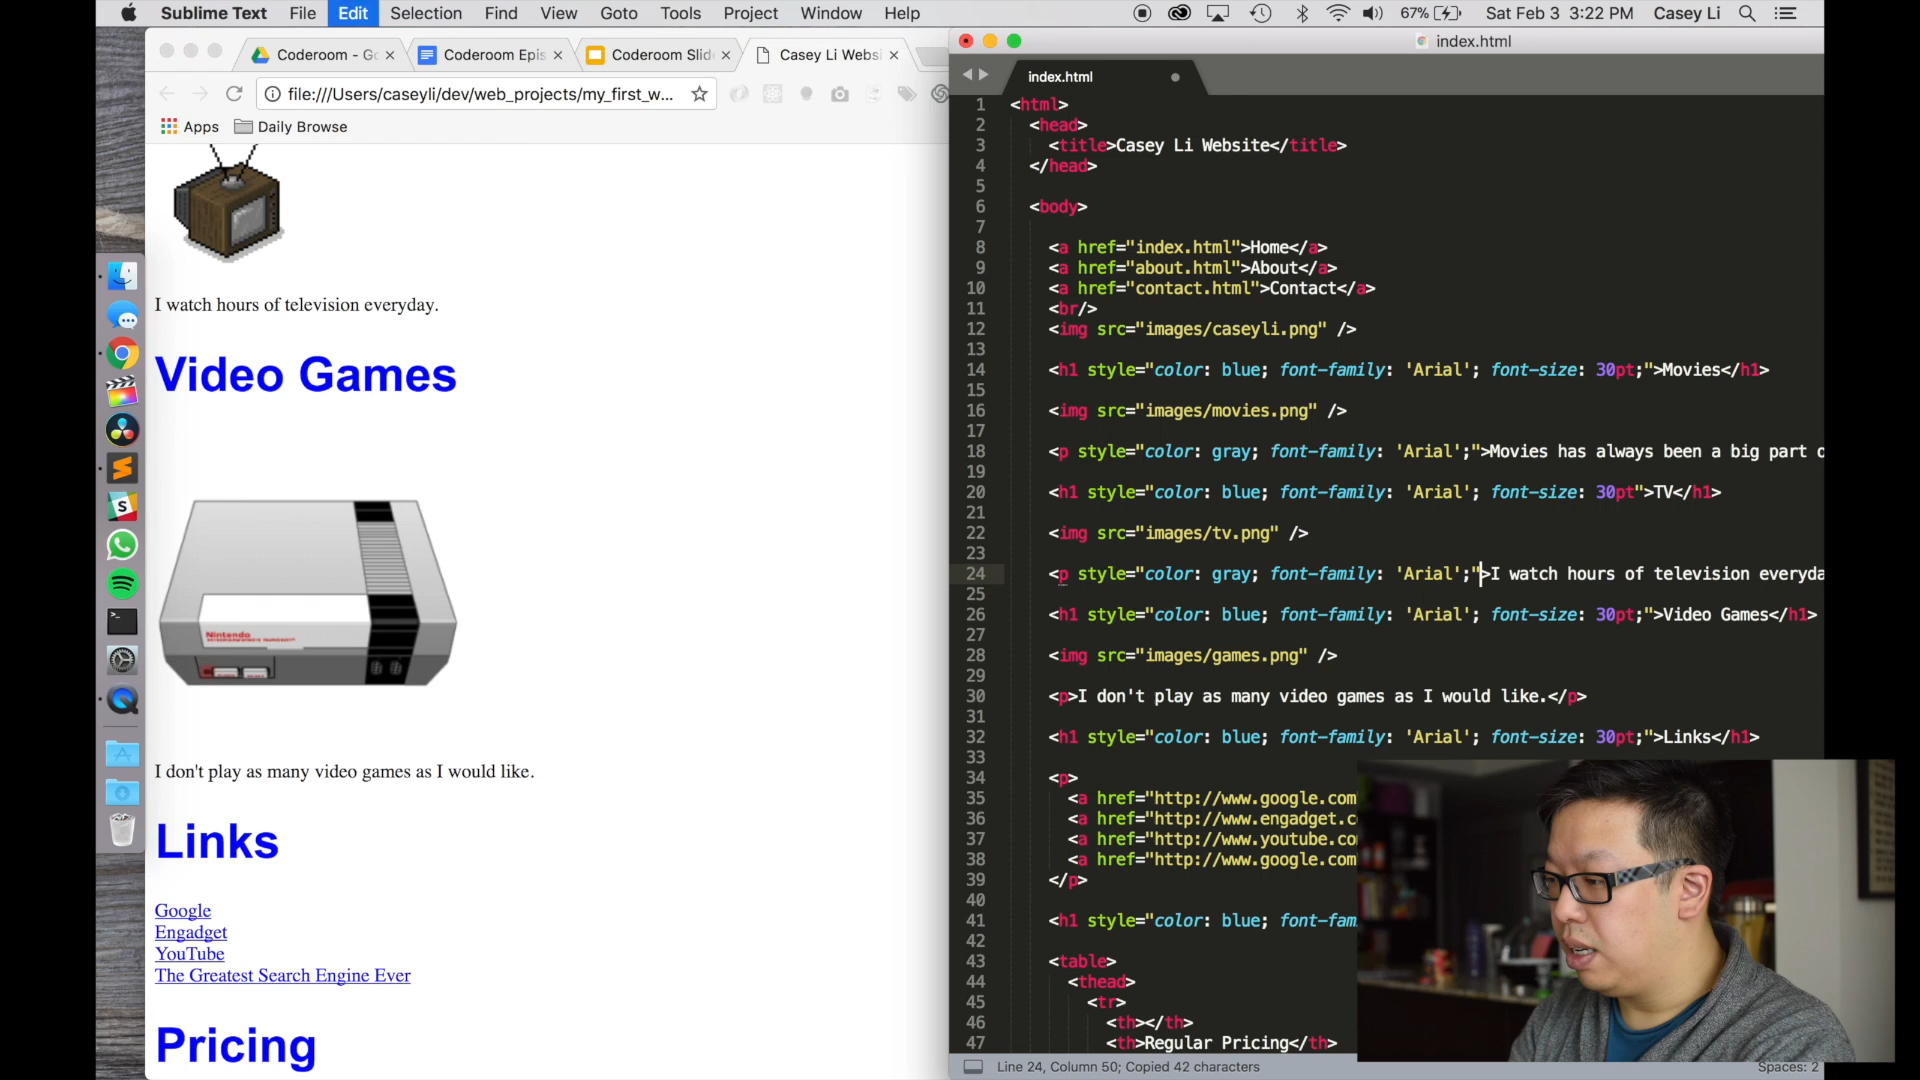 Sublime Text File Edit Selection Find View Goto Tools Project Window Help 67% Sat Feb 3 3:22 PM Casey Li
Coderoom - Go
Coderoom Epis
Coderoom Slid
Casey Li Websi
file:///Users/caseyli/dev/web_projects/my_first_w...
Apps Daily Browse
I watch hours of television everyday.
Video Games
Nintendo
I don't play as many video games as I would like.
Links
Google
Engadget
YouTube
The Greatest Search Engine Ever
Pricing
index.html
index.html
1 <html>
2 <head>
3 <title>Casey Li Website</title>
4 </head>
5
6 <body>
7
8 <a href="index.html">Home</a>
9 <a href="about.html">About</a>
10 <a href="contact.html">Contact</a>
11 <br/>
12 <img src="images/caseyli.png" />
13
14 <h1 style="color: blue; font-family: 'Arial'; font-size: 30pt;">Movies</h1>
15
16 <img src="images/movies.png" />
17
18 <p style="color: gray; font-family: 'Arial';">Movies has always been a big part o
19
20 <h1 style="color: blue; font-family: 'Arial'; font-size: 30pt">TV</h1>
21
22 <img src="images/tv.png" />
23
24 <p style="color: gray; font-family: 'Arial';">I watch hours of television everyda
25
26 <h1 style="color: blue; font-family: 'Arial'; font-size: 30pt;">Video Games</h1>
27
28 <img src="images/games.png" />
29
30 <p>I don't play as many video games as I would like.</p>
31
32 <h1 style="color: blue; font-family: 'Arial'; font-size: 30pt;">Links</h1>
33
34 <p>
35 <a href="http://www.google.com
36 <a href="http://www.engadget.c
37 <a href="http://www.youtube.co
38 <a href="http://www.google.com
39 </p>
40
41 <h1 style="color: blue; font-fam
42
43 <table>
44 <thead>
45 <tr>
46 <th></th>
47 <th>Regular Pricing</th>
Line 24, Column 50; Copied 42 characters
Spaces: 2